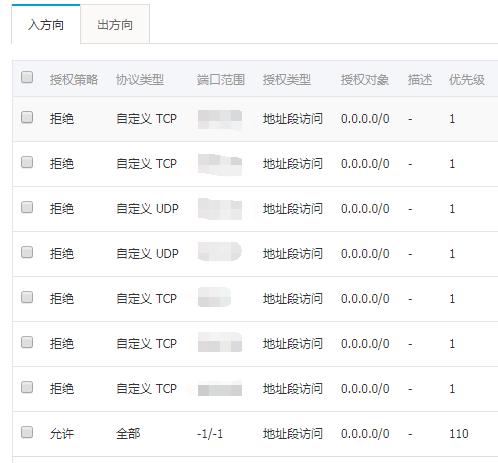 入方向 出方向
授权策略 协议类型 端口范围 授权类型 授权对象 描述 优先级
拒绝 自定义 TCP 地址段访问 0.0.0.0/0 - 1
拒绝 自定义 TCP 地址段访问 0.0.0.0/0 - 1
拒绝 自定义 UDP 地址段访问 0.0.0.0/0 - 1
拒绝 自定义 UDP 地址段访问 0.0.0.0/0 - 1
拒绝 自定义 TCP 地址段访问 0.0.0.0/0 - 1
拒绝 自定义 TCP 地址段访问 0.0.0.0/0 - 1
拒绝 自定义 TCP 地址段访问 0.0.0.0/0 - 1
允许 全部 -1/-1 地址段访问 0.0.0.0/0 - 110